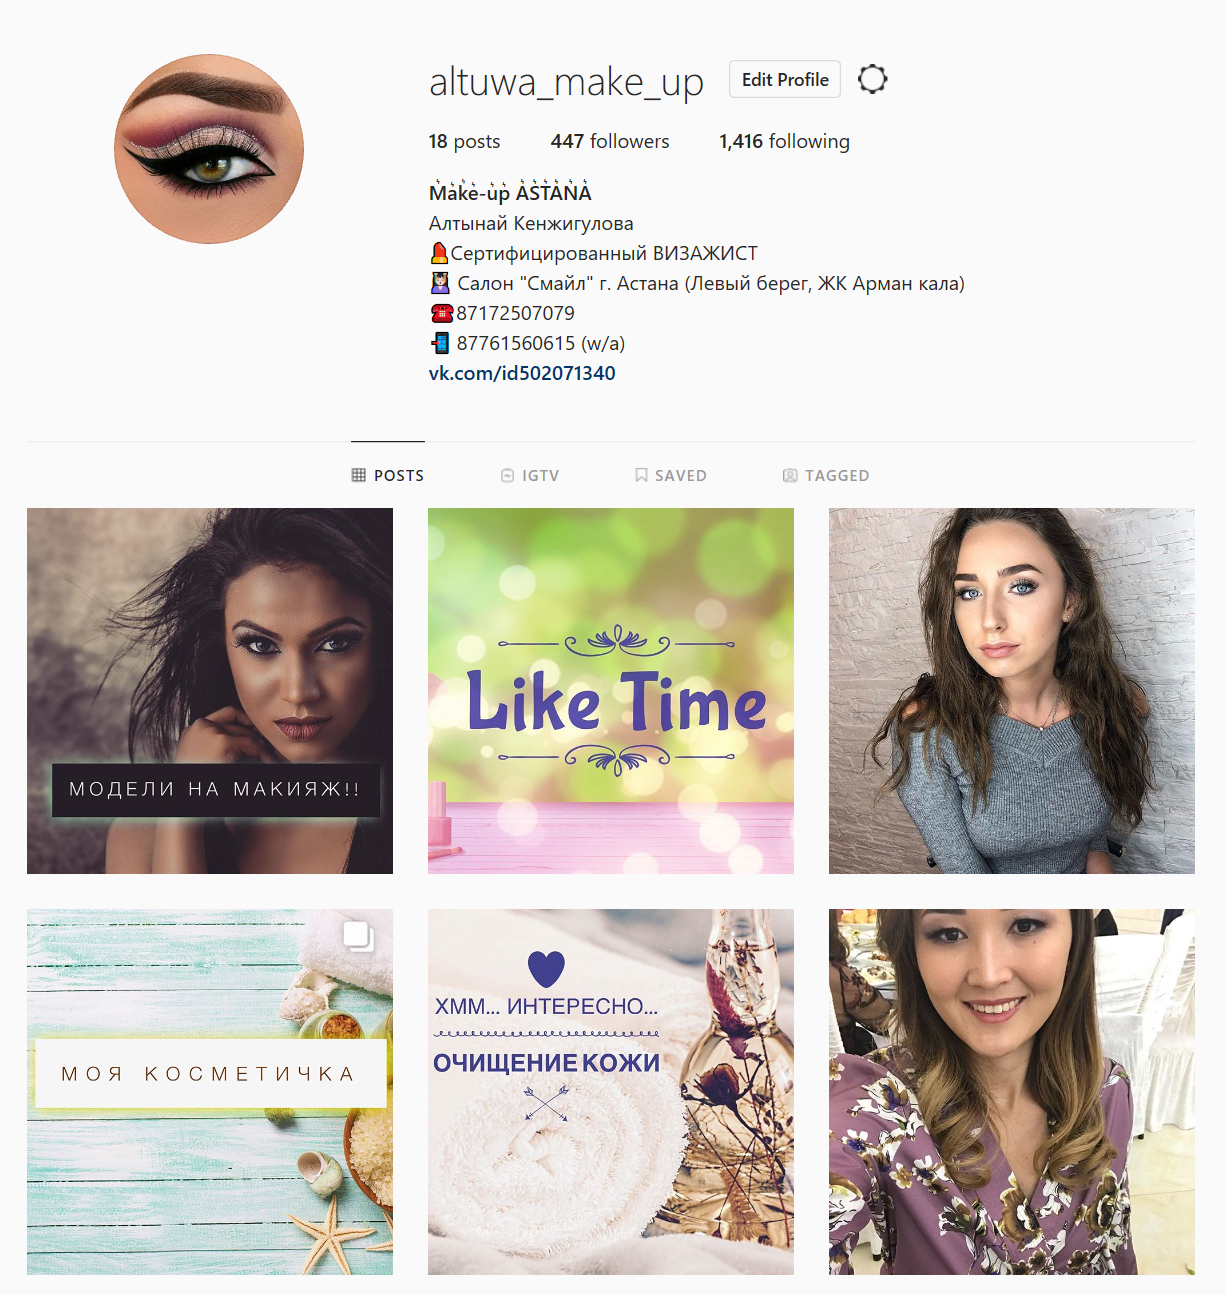 altuwa_make_up Edit Profile
18 posts 447 followers 1,416 following
Make-up ASTANA
Алтынай Кенжигулова
Сертифицированный ВИЗАЖИСТ
Салон "Смайл" г. Астана (Левый берег, ЖК Арман кала)
87172507079
87761560615 (w/a)
vk.com/id502071340
POSTS IGTV SAVED TAGGED
МОДЕЛИ НА МАКИЯЖ!!
Like Time
МОЯ КОСМЕТИЧКА
ХММ... ИНТЕРЕСНО...
ОЧИЩЕНИЕ КОЖИ